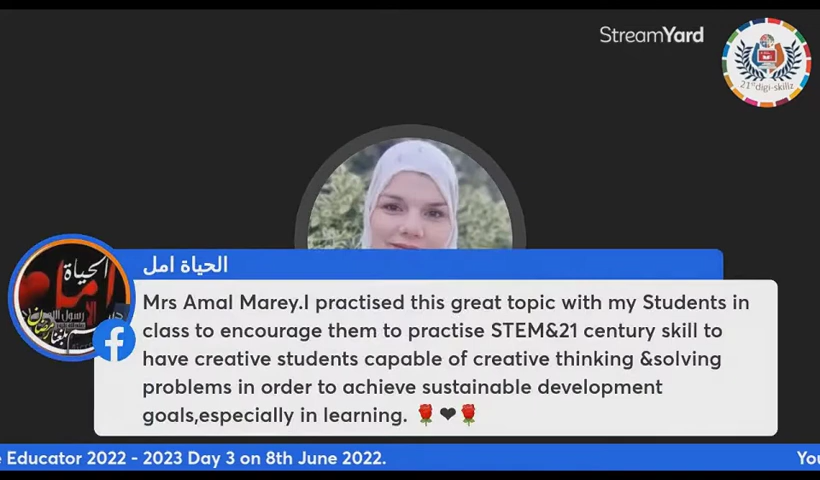 StreamYard
21st digi-skillz
الحياة امل
الحياة
Mrs Amal Marey.I practised this great topic with my Students in
class to encourage them to practise STEM&21 century skill to
have creative students capable of creative thinking &solving
problems in order to achieve sustainable development
goals,especially in learning. 🌹❤🌹
Educator 2022 - 2023 Day 3 on 8th June 2022.